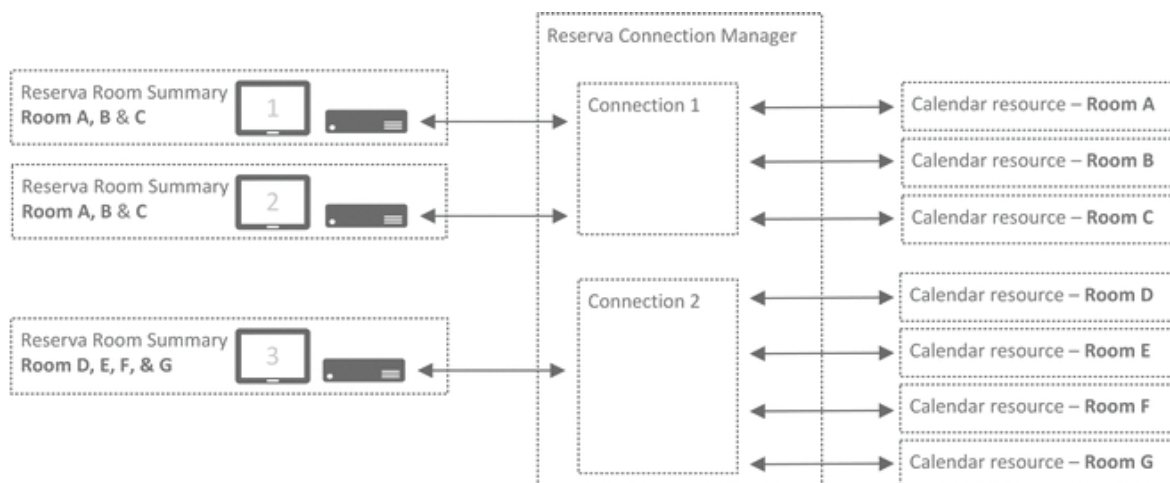 Reserva Connection Manager
Reserva Room Summary
Room A, B & C
1
Connection 1
Calendar resource – Room A
Calendar resource – Room B
Reserva Room Summary
Room A, B & C
2
Calendar resource – Room C
Connection 2
Calendar resource – Room D
Reserva Room Summary
Room D, E, F, & G
3
Calendar resource – Room E
Calendar resource – Room F
Calendar resource – Room G